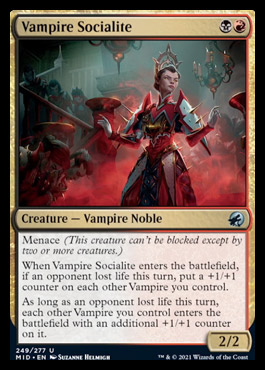 Vampire Socialite
Creature — Vampire Noble
Menace (This creature can't be blocked except by
two or more creatures.)
When Vampire Socialite enters the battlefield,
if an opponent lost life this turn, put a +1/+1
counter on each other Vampire you control.
As long as an opponent lost life this turn,
each other Vampire you control enters the
battlefield with an additional +1/+1 counter
on it.
2/2
249/277 U
MID • EN Suzanne Helmigh
™ & © 2021 Wizards of the Coast